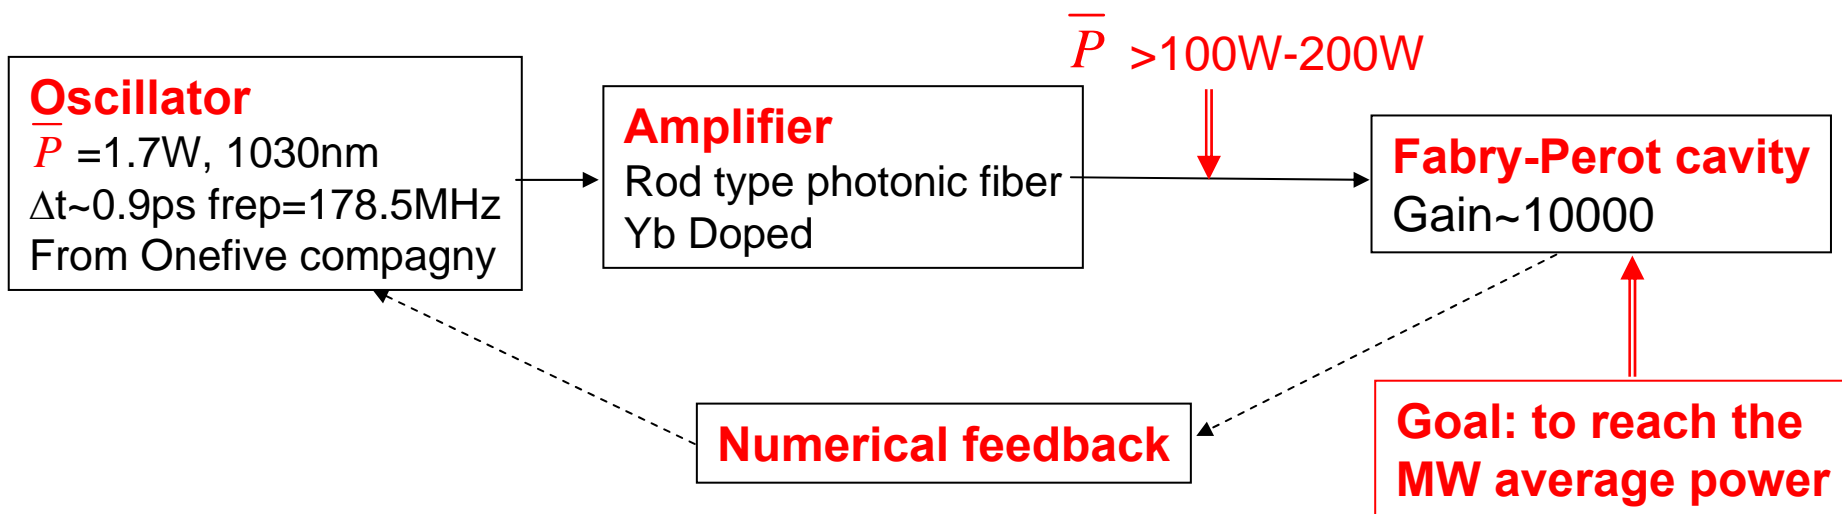 P >100W-200W
Oscillator
P =1.7W, 1030nm
Δt~0.9ps frep=178.5MHz
From Onefive compagny
Amplifier
Rod type photonic fiber
Yb Doped
Fabry-Perot cavity
Gain~10000
Numerical feedback
Goal: to reach the
MW average power